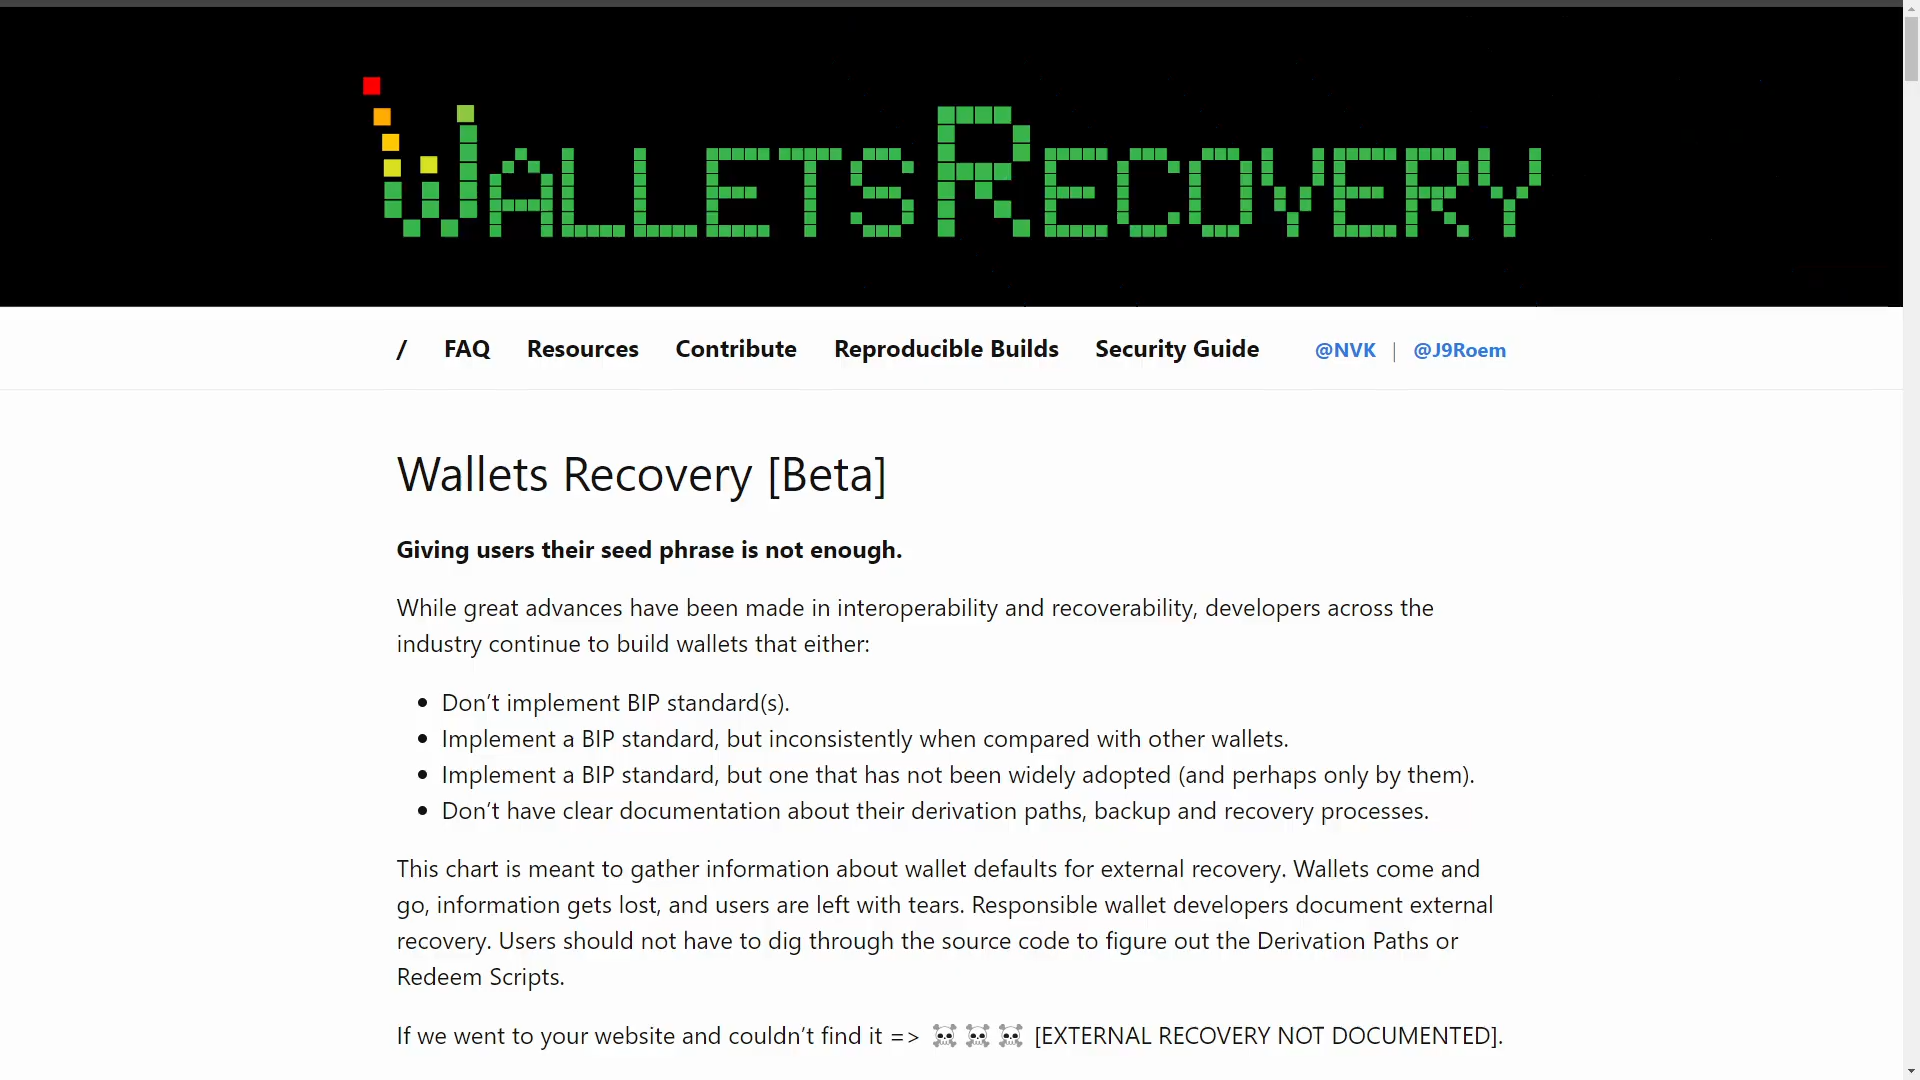 WALLETSRECOVERY
/ FAQ Resources Contribute Reproducible Builds Security Guide @NVK | @J9Roem
Wallets Recovery [Beta]
Giving users their seed phrase is not enough.
While great advances have been made in interoperability and recoverability, developers across the
industry continue to build wallets that either:
• Don’t implement BIP standard(s).
• Implement a BIP standard, but inconsistently when compared with other wallets.
• Implement a BIP standard, but one that has not been widely adopted (and perhaps only by them).
• Don’t have clear documentation about their derivation paths, backup and recovery processes.
This chart is meant to gather information about wallet defaults for external recovery. Wallets come and
go, information gets lost, and users are left with tears. Responsible wallet developers document external
recovery. Users should not have to dig through the source code to figure out the Derivation Paths or
Redeem Scripts.
If we went to your website and couldn’t find it => ☠️ ☠️ ☠️ [EXTERNAL RECOVERY NOT DOCUMENTED].